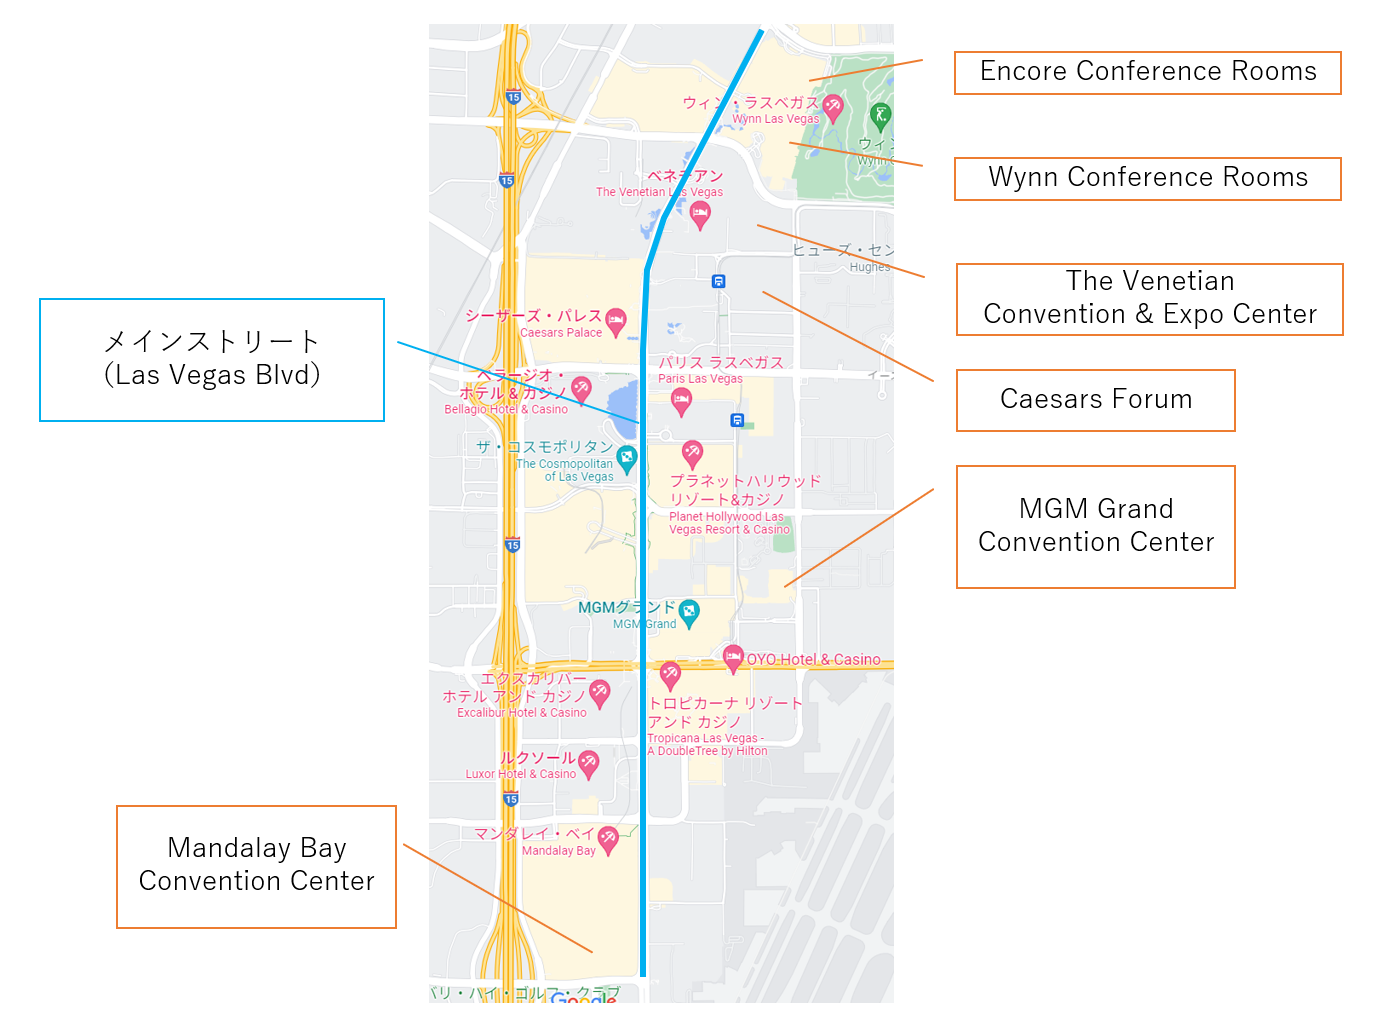 Encore Conference Rooms
Wynn Conference Rooms
The Venetian
Convention & Expo Center
Caesars Forum
MGM Grand
Convention Center
メインストリート
(Las Vegas Blvd)
Mandalay Bay
Convention Center
15
ウィン・ラスベガス
Wynn Las Vegas
ウィン
Wynn
15
ベネチアン
The Venetian Las Vegas
ヒューズ・セン
Hughes
シーザーズ・パレス
Caesars Palace
パリス ラスベガス
Paris Las Vegas
ベラージオ・
ホテル & カジノ
Bellagio Hotel & Casino
イー
ザ・コスモポリタン
The Cosmopolitan
of Las Vegas
プラネットハリウッド
リゾート&カジノ
Planet Hollywood Las
Vegas Resort & Casino
15
MGMグランド
MGM Grand
OYO Hotel & Casino
エクスカリバー
ホテル アンド カジノ
Excalibur Hotel & Casino
トロピカーナ リゾート
アンド カジノ
Tropicana Las Vegas -
A DoubleTree by Hilton
ルクソール
Luxor Hotel & Casino
15
マンダレイ・ベイ
Mandalay Bay
バリ・ハイ・ゴルフ・クラブ
Google